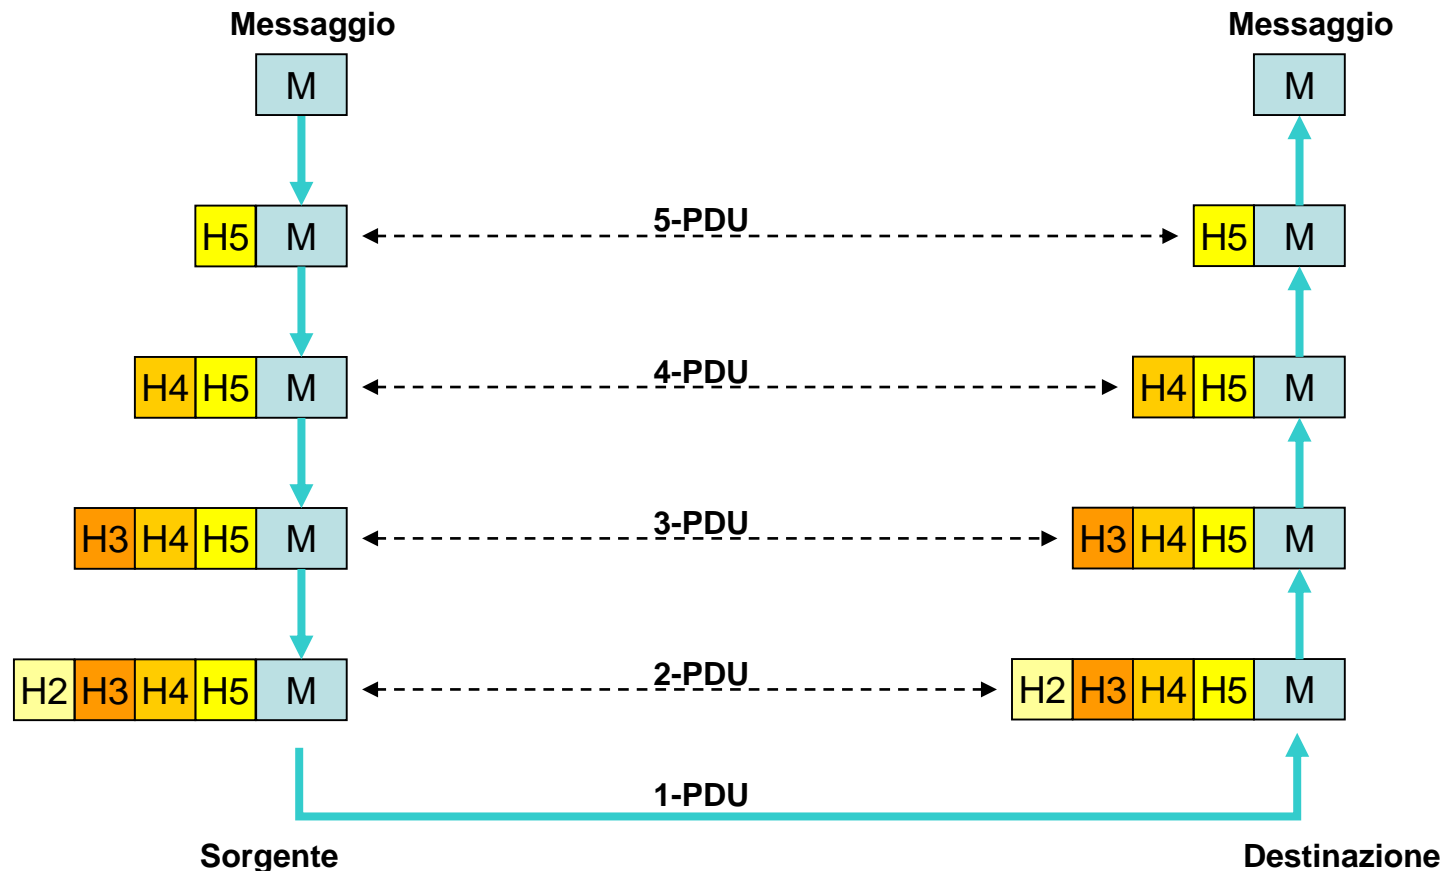 Messaggio Messaggio
M M
H5 M 5-PDU H5 M
H4 H5 M 4-PDU H4 H5 M
H3 H4 H5 M 3-PDU H3 H4 H5 M
H2 H3 H4 H5 M 2-PDU H2 H3 H4 H5 M
1-PDU
Sorgente Destinazione